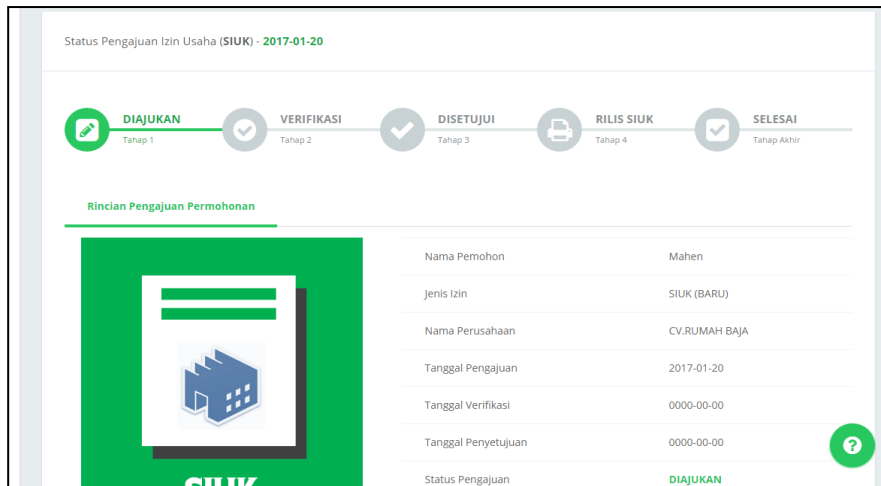 Status Pengajuan Izin Usaha (SIUK) - 2017-01-20
DIAJUKAN
Tahap 1
VERIFIKASI
Tahap 2
DISETUJUI
Tahap 3
RILIS SIUK
Tahap 4
SELESAI
Tahap Akhir
Rincian Pengajuan Permohonan
Nama Pemohon Mahen
Jenis Izin SIUK (BARU)
Nama Perusahaan CV.RUMAH BAJA
Tanggal Pengajuan 2017-01-20
Tanggal Verifikasi 0000-00-00
Tanggal Penyetujuan 0000-00-00
Status Pengajuan DIAJUKAN
SIUK
?